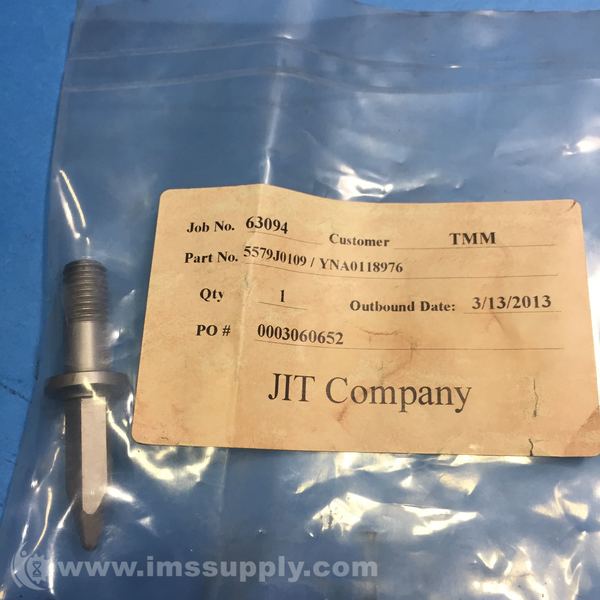 Job No. 63094 Customer TMM
Part No. 5579J0109 / YNA0118976
Qty 1 Outbound Date: 3/13/2013
PO # 0003060652
JIT Company
www.imssupply.com